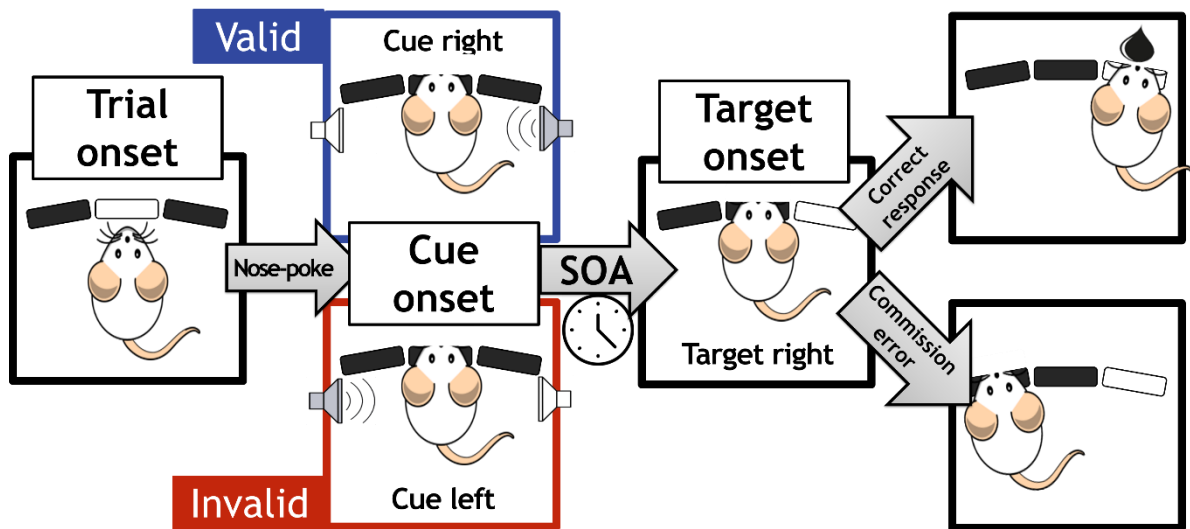 Trial
onset
Nose-poke
Valid
Cue right
Cue
onset
Invalid
Cue left
SOA
Target
onset
Target right
Correct
response
Commission
error